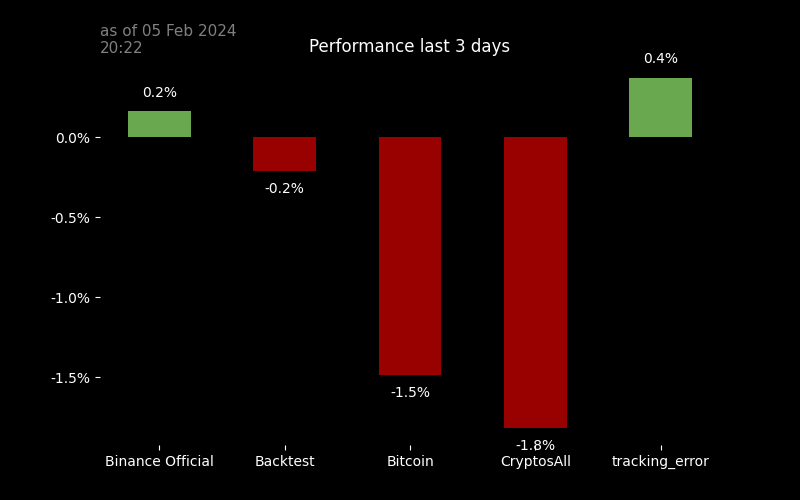 as of 05 Feb 2024
20:22
Performance last 3 days
0.4%
0.2%
0.0%
-0.2%
-0.5%
-1.0%
-1.5%
-1.5%
-1.8%
Binance Official
Backtest
Bitcoin
CryptosAll
tracking_error